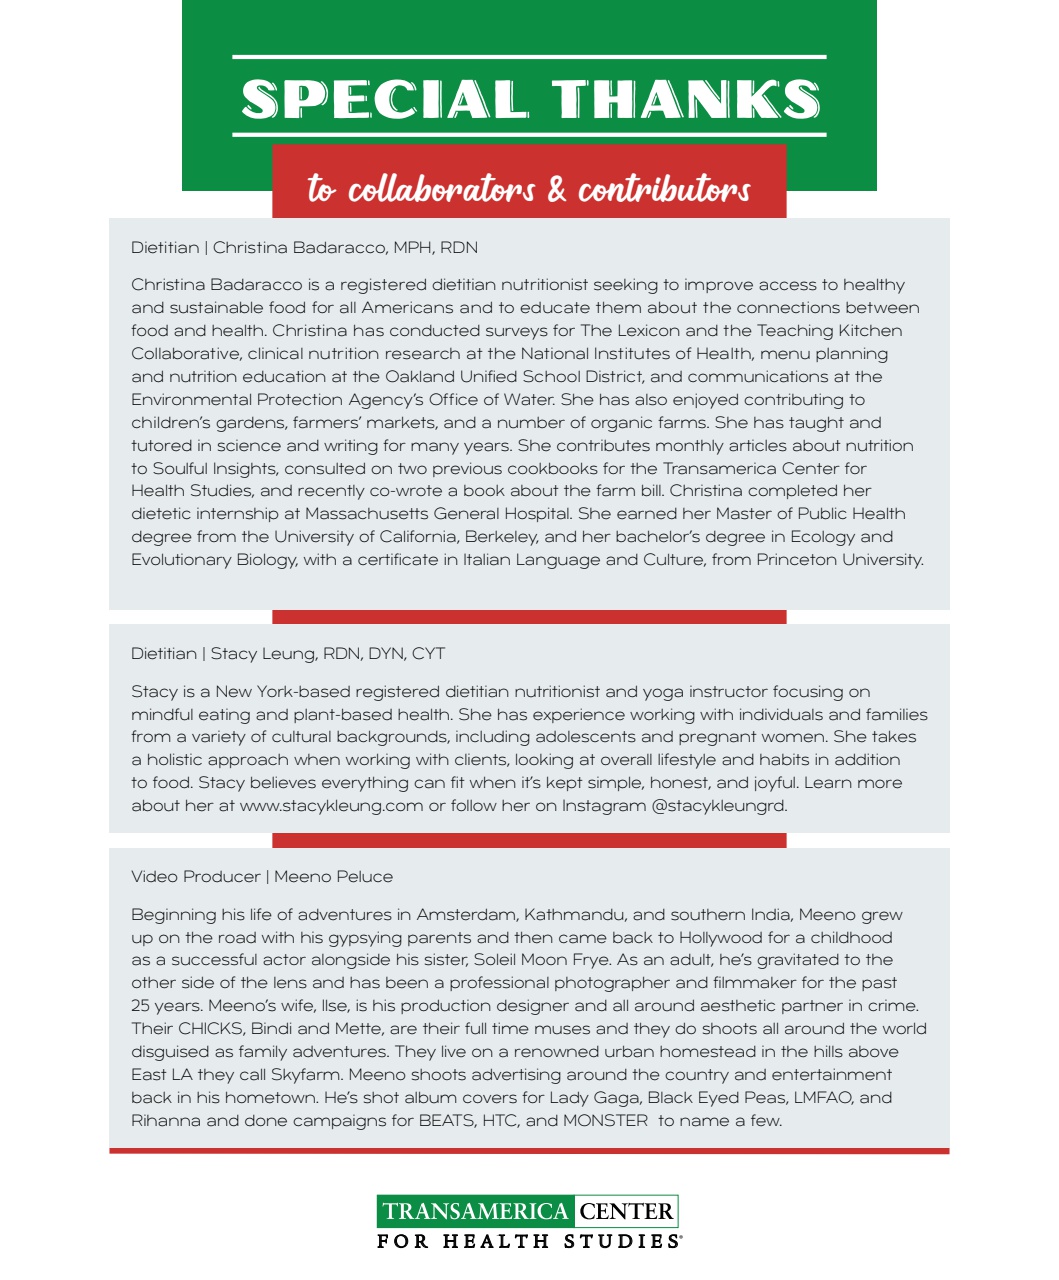 SPECIAL THANKS
to collaborators & contributors
Dietitian | Christina Badaracco, MPH, RDN
Christina Badaracco is a registered dietitian nutritionist seeking to improve access to healthy
and sustainable food for all Americans and to educate them about the connections between
food and health. Christina has conducted surveys for The Lexicon and the Teaching Kitchen
Collaborative, clinical nutrition research at the National Institutes of Health, menu planning
and nutrition education at the Oakland Unified School District, and communications at the
Environmental Protection Agency's Office of Water. She has also enjoyed contributing to
children's gardens, farmers' markets, and a number of organic farms. She has taught and
tutored in science and writing for many years. She contributes monthly articles about nutrition
to Soulful Insights, consulted on two previous cookbooks for the Transamerica Center for
Health Studies, and recently co-wrote a book about the farm bill. Christina completed her
dietetic internship at Massachusetts General Hospital. She earned her Master of Public Health
degree from the University of California, Berkeley, and her bachelor's degree in Ecology and
Evolutionary Biology, with a certificate in Italian Language and Culture, from Princeton University.
Dietitian | Stacy Leung, RDN, DYN, CYT
Stacy is a New York-based registered dietitian nutritionist and yoga instructor focusing on
mindful eating and plant-based health. She has experience working with individuals and families
from a variety of cultural backgrounds, including adolescents and pregnant women. She takes
a holistic approach when working with clients, looking at overall lifestyle and habits in addition
to food. Stacy believes everything can fit when it's kept simple, honest, and joyful. Learn more
about her at www.stacykleung.com or follow her on Instagram @stacykleungrd.
Video Producer | Meeno Peluce
Beginning his life of adventures in Amsterdam, Kathmandu, and southern India, Meeno grew
up on the road with his gypsying parents and then came back to Hollywood for a childhood
as a successful actor alongside his sister, Soleil Moon Frye. As an adult, he's gravitated to the
other side of the lens and has been a professional photographer and filmmaker for the past
25 years. Meeno's wife, Ilse, is his production designer and all around aesthetic partner in crime.
Their CHICKS, Bindi and Mette, are their full time muses and they do shoots all around the world
disguised as family adventures. They live on a renowned urban homestead in the hills above
East LA they call Skyfarm. Meeno shoots advertising around the country and entertainment
back in his hometown. He's shot album covers for Lady Gaga, Black Eyed Peas, LMFAO, and
Rihanna and done campaigns for BEATS, HTC, and MONSTER  to name a few.
TRANSAMERICA CENTER
FOR HEALTH STUDIES®